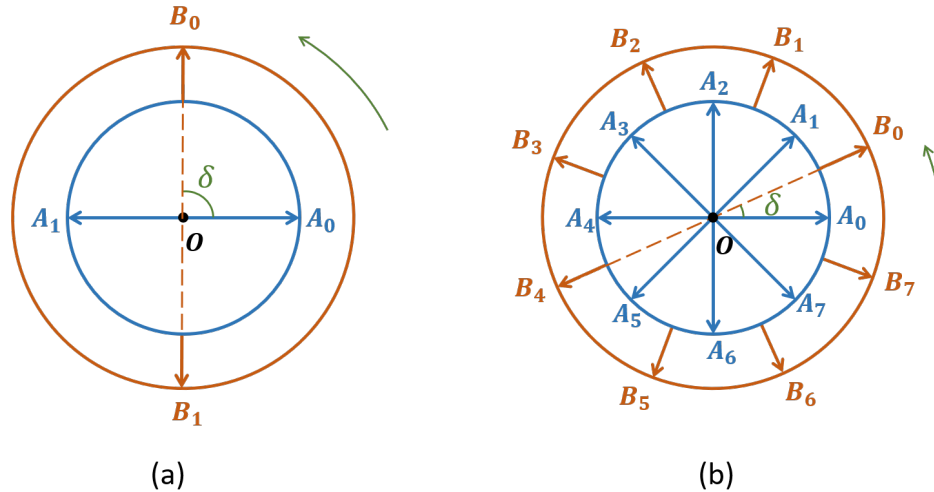 B₀
δ
A₁
A₀
O
B₁
(a)
B₂
B₁
A₂
A₃
A₁
B₀
B₃
δ
A₄
A₀
O
B₄
B₇
A₅
A₇
A₆
B₅
B₆
(b)